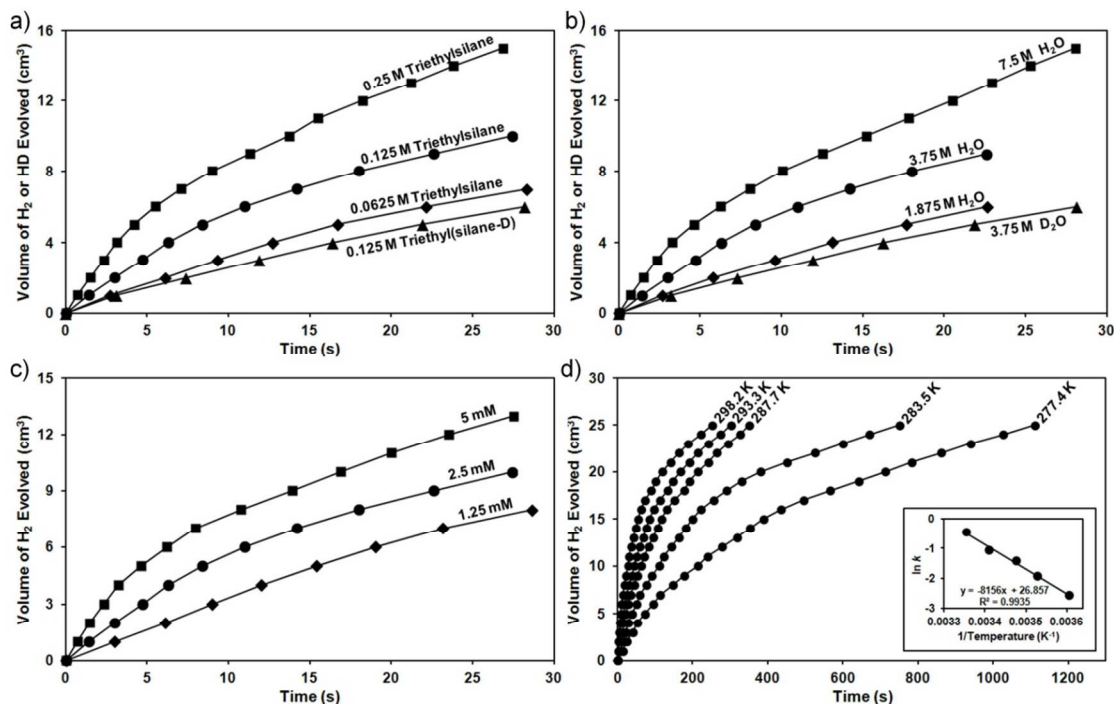 a)
Volume of H2 or HD Evolved (cm3)
16
12
8
4
0
0.25 M Triethylsilane
0.125 M Triethylsilane
0.0625 M Triethylsilane
0.125 M Triethyl(silane-D)
0 5 10 15 20 25 30
Time (s)
b)
Volume of H2 or HD Evolved (cm3)
16
12
8
4
0
7.5 M H2O
3.75 M H2O
1.875 M H2O
3.75 M D2O
0 5 10 15 20 25 30
Time (s)
c)
Volume of H2 Evolved (cm3)
15
12
9
6
3
0
5 mM
2.5 mM
1.25 mM
0 5 10 15 20 25 30
Time (s)
d)
Volume of H2 Evolved (cm3)
30
25
20
15
10
5
0
298.2 K
293.3 K
287.7 K
283.5 K
277.4 K
ln k
0
-1
-2
-3
y = -8156x + 26.857
R² = 0.9935
0.0033 0.0034 0.0035 0.0036
1/Temperature (K-1)
0 200 400 600 800 1000 1200
Time (s)